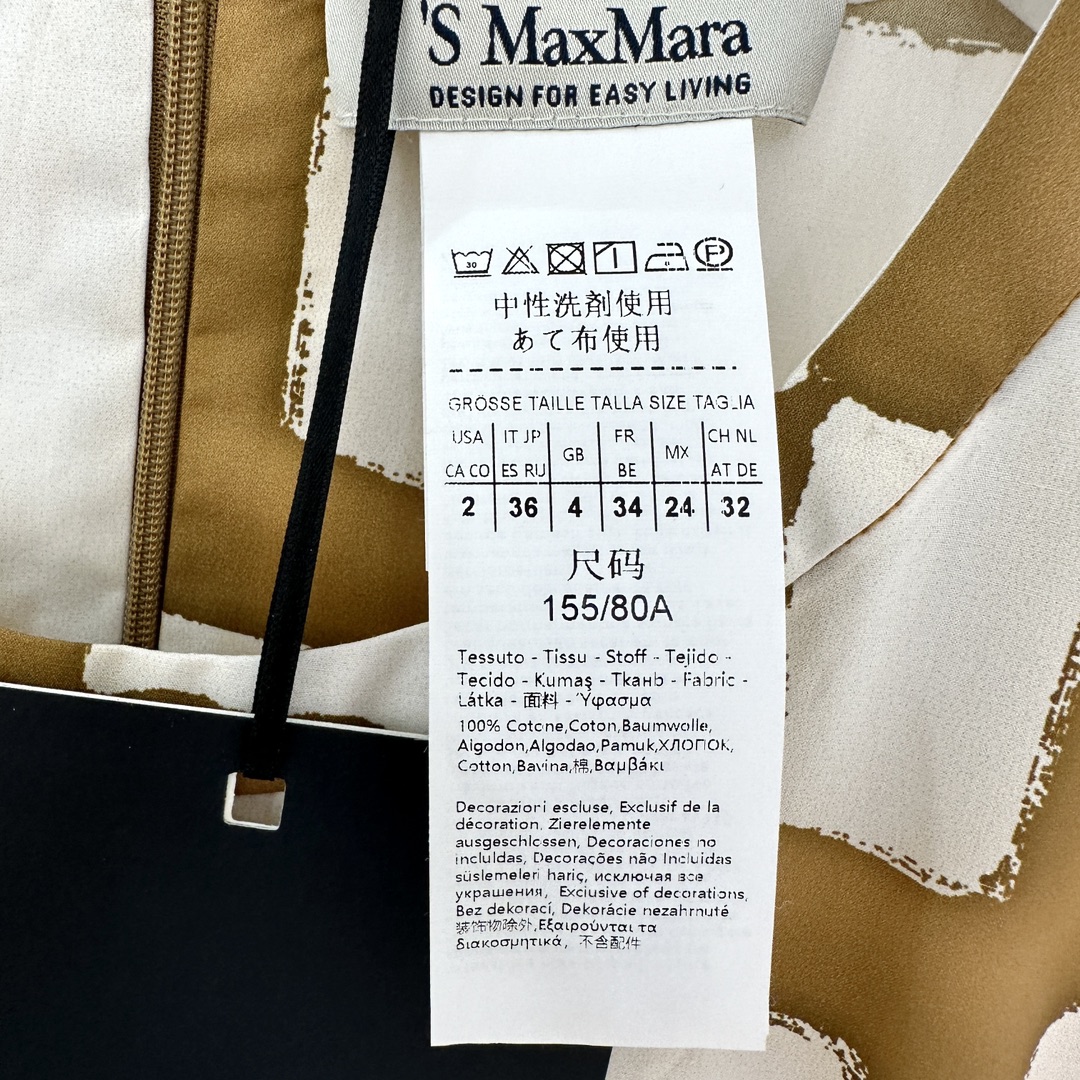 'S MaxMara
DESIGN FOR EASY LIVING
30
中性洗剤使用
あて布使用
GRÖSSE TAILLE TALLA SIZE TAGLIA
USA IT JP GB FR MX CH NL
CA CO ES RU BE AT DE
2 36 4 34 24 32
尺码
155/80A
Tessuto - Tissu - Stoff - Tejido -
Tecido - Kumaş - Ткань - Fabric -
Látka - 面料 - Ύφασμα
100% Cotone,Coton,Baumwolle,
Algodon,Algodao,Pamuk,ХЛОПОК,
Cotton,Bavina,棉,Βαμβάκι
Decorazioni escluse, Exclusif de la
décoration, Zierelemente
ausgeschlossen, Decoraciones no
incluldas, Decorações não Incluidas
süslemeleri hariç, исключая все
украшения, Exciusive of decorations,
Bez dekorací, Dekorácie nezahrnuté
装饰物除外,Εξαιρούνται τα
διακοσμητικά, 不含配件